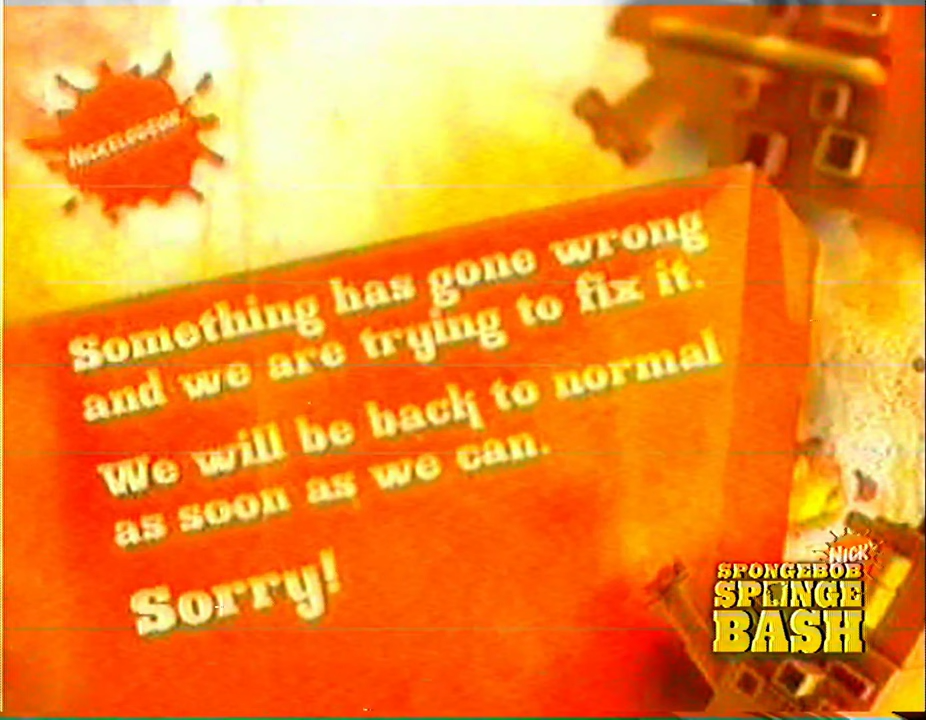 NICKELODEON
Something has gone wrong
and we are trying to fix it.
We will be back to normal
as soon as we can.
Sorry!
NICK
SPONGEBOB
SPLINGE
BASH